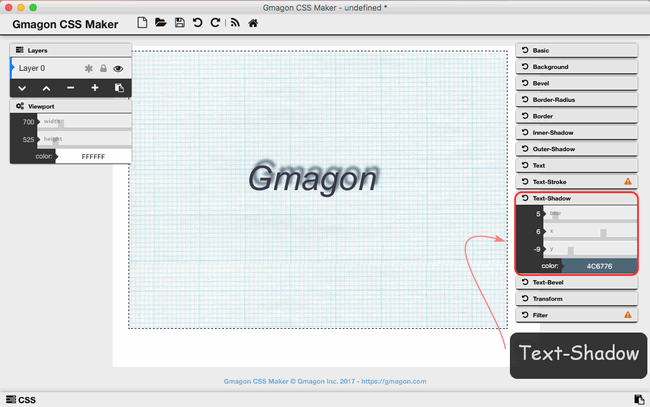 Gmagon CSS Maker - undefined *
Gmagon CSS Maker
Layers
Layer 0
Viewport
700 width
525 height
color: FFFFFF
Gmagon
Basic
Background
Bevel
Border-Radius
Border
Inner-Shadow
Outer-Shadow
Text
Text-Stroke
Text-Shadow
5 blur
6 x
-9 y
color: 4C6776
Text-Bevel
Transform
Filter
Text-Shadow
Gmagon CSS Maker © Gmagon Inc. 2017 - https://gmagon.com
CSS